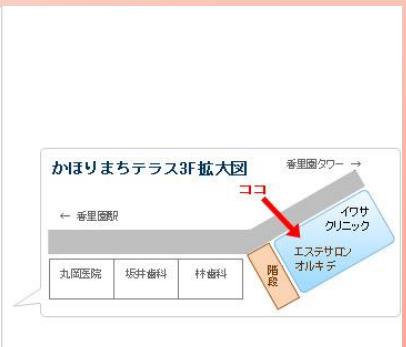 かほりまちテラス3F拡大図
香里園タワー →
ココ
← 香里園駅
イワサ
クリニック
エステサロン
オルキデ
階段
丸岡医院
坂井歯科
林歯科